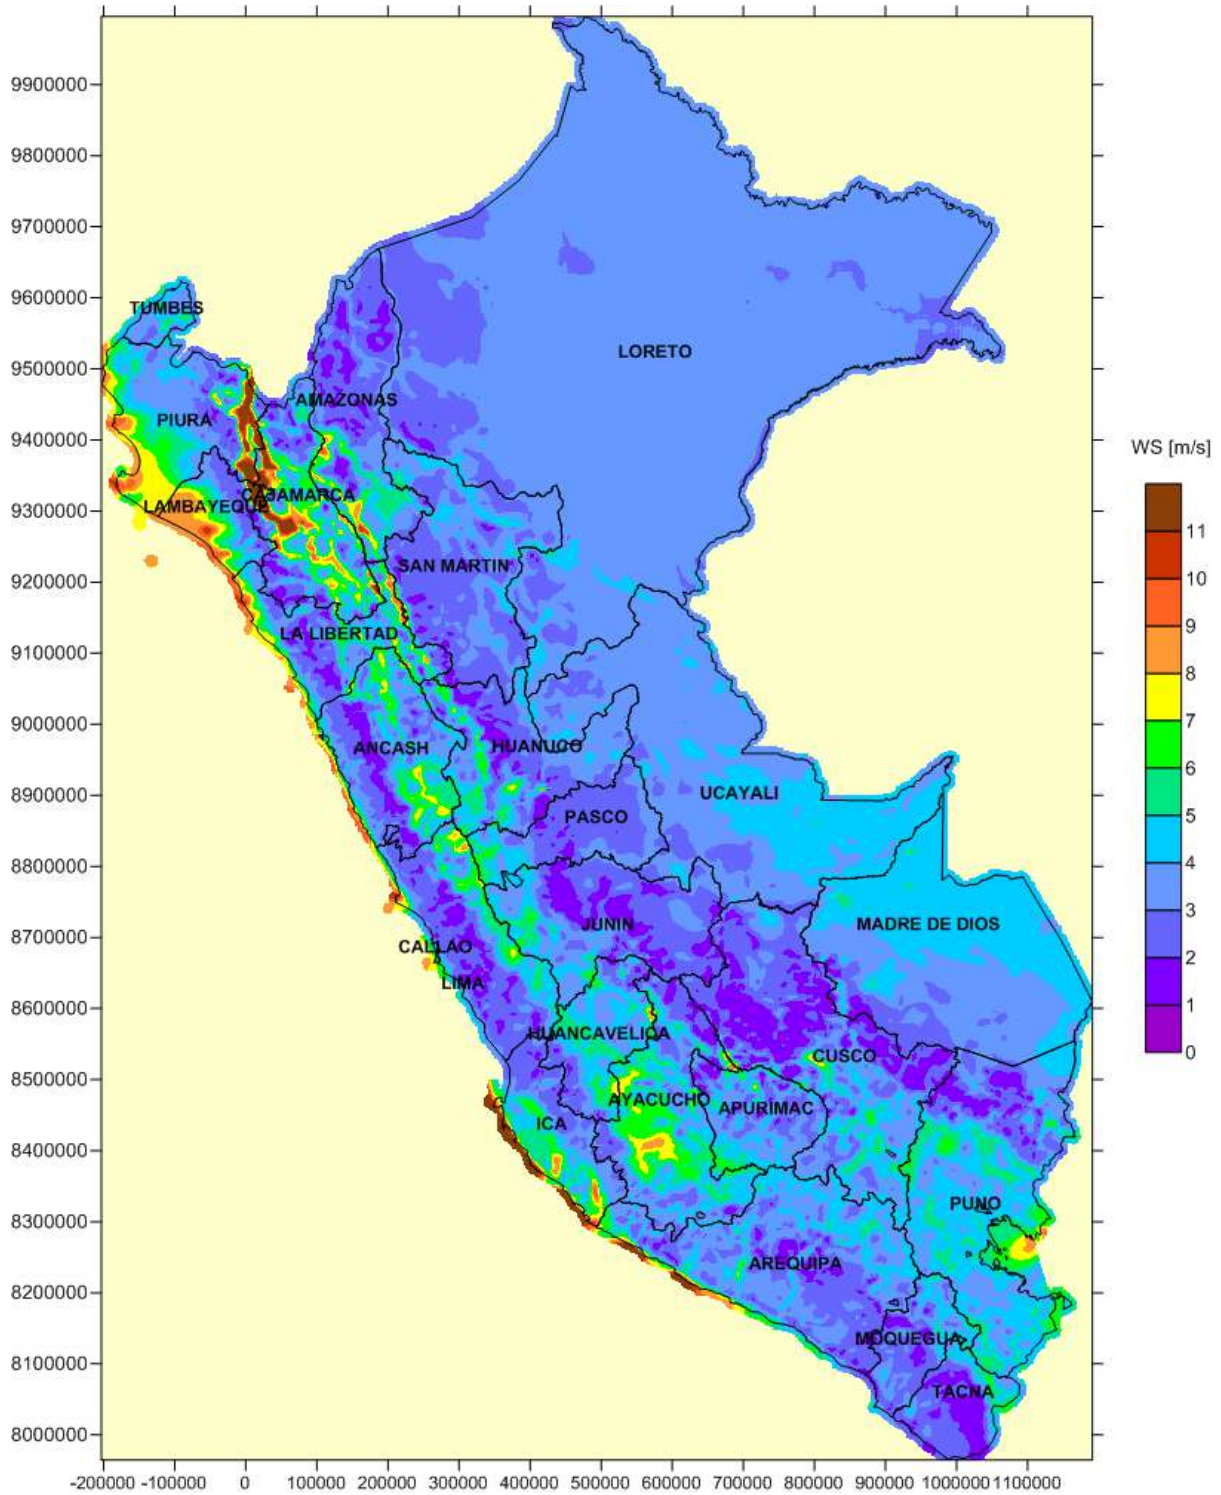 9900000
9800000
9700000
9600000
TUMBES
LORETO
9500000
AMAZONAS
PIURA
9400000
WS [m/s]
CAJAMARCA
LAMBAYEQUE
9300000
11
SAN MARTIN
10
9200000
9
LA LIBERTAD
9100000
8
7
9000000
ANCASH
HUANUCO
6
UCAYALI
8900000
PASCO
5
8800000
4
3
JUNIN
MADRE DE DIOS
8700000
CALLAO
2
LIMA
8600000
1
HUANCAVELICA
CUSCO
0
8500000
AYACUCHO
APURIMAC
ICA
8400000
PUNO
8300000
AREQUIPA
8200000
MOQUEGUA
8100000
TACNA
8000000
-200000 -100000 0 100000 200000 300000 400000 500000 600000 700000 800000 900000 1000000 1100000